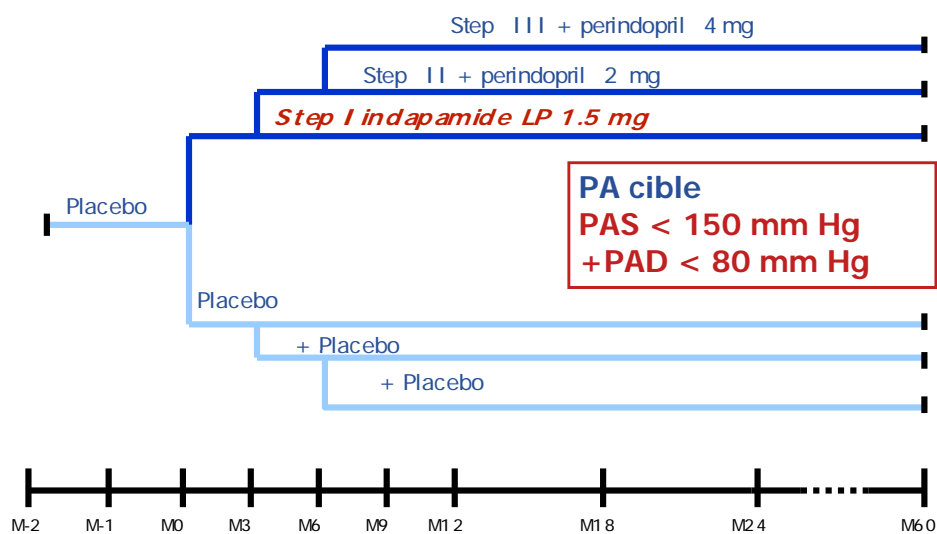 Step III + perindopril 4 mg
Step II + perindopril 2 mg
Step I indapamide LP 1.5 mg
Placebo
PA cible
PAS < 150 mm Hg
+PAD < 80 mm Hg
Placebo
+ Placebo
+ Placebo
M-2 M-1 M0 M3 M6 M9 M12 M18 M24 M60